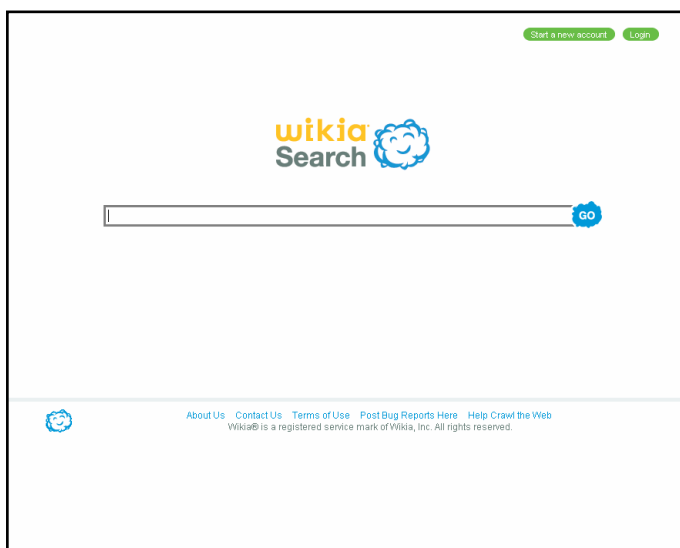 Start a new account Login
wikia®
Search
GO
About Us Contact Us Terms of Use Post Bug Reports Here Help Crawl the Web
Wikia® is a registered service mark of Wikia, Inc. All rights reserved.